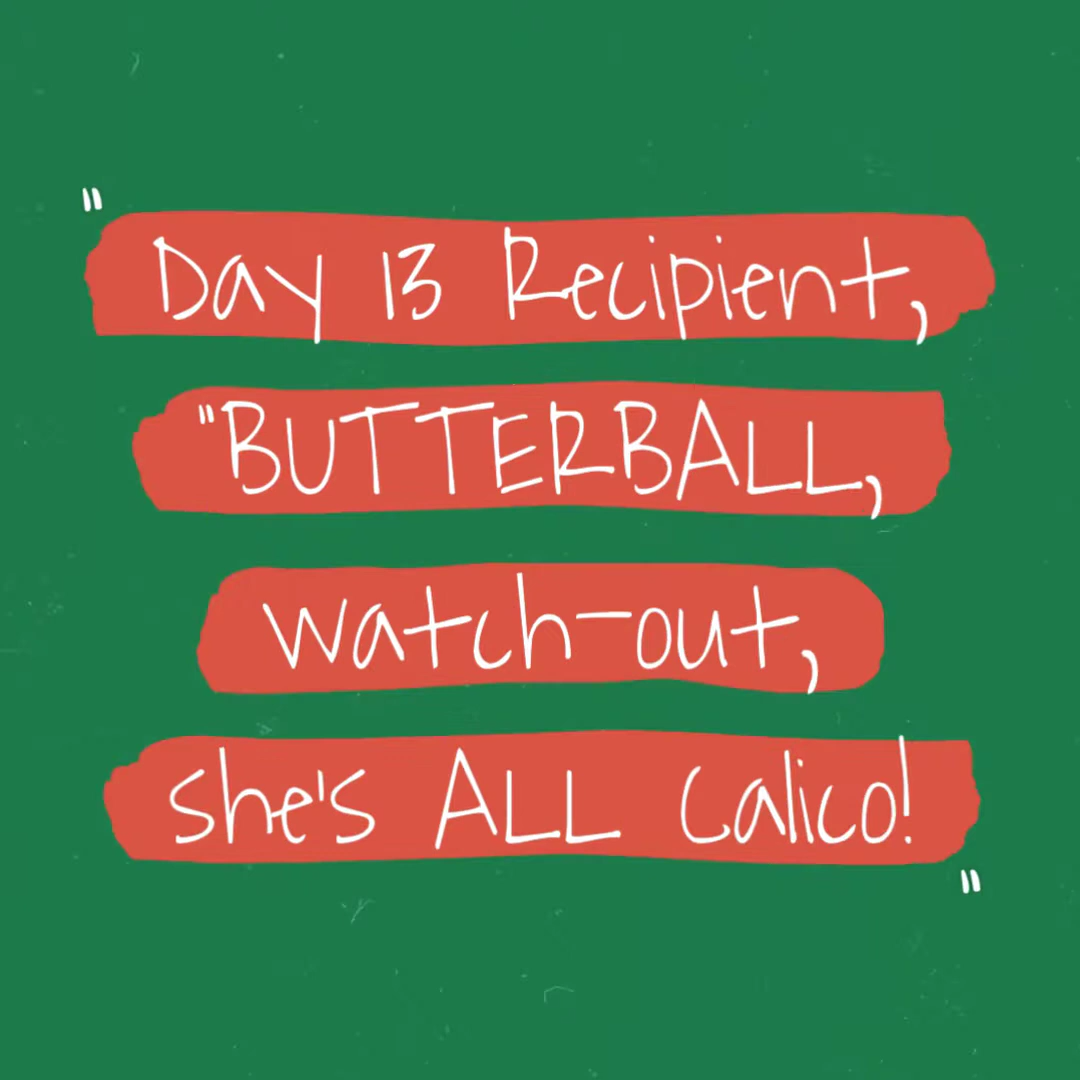 "
Day 13 Recipient,
"BUTTERBALL,
watch-out,
she's ALL Calico!
"